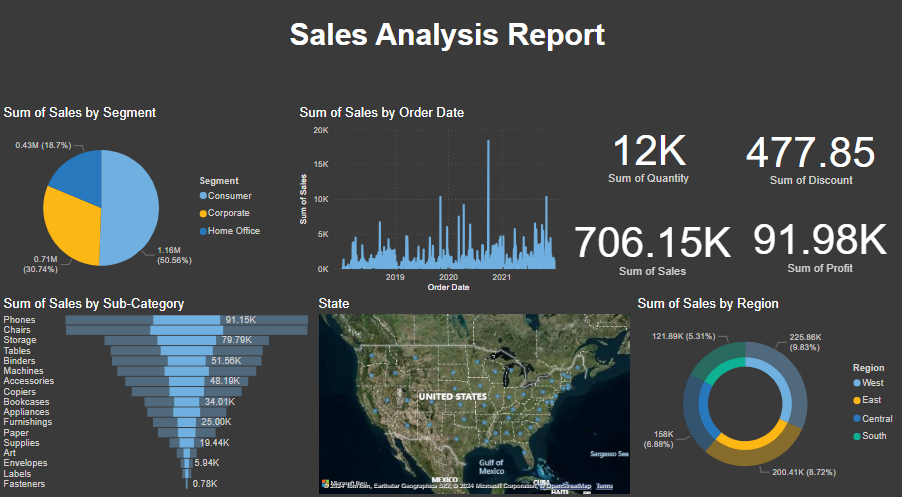 Sales Analysis Report
Sum of Sales by Segment
0.43M (18.7%)
0.71M
(30.74%)
1.16M
(50.56%)
Segment
Consumer
Corporate
Home Office
Sum of Sales by Order Date
Sum of Sales
20K
15K
10K
5K
0K
2019 2020 2021
Order Date
12K
Sum of Quantity
477.85
Sum of Discount
706.15K
Sum of Sales
91.98K
Sum of Profit
Sum of Sales by Sub-Category
Phones 91.15K
Chairs
Storage 79.79K
Tables
Binders 51.56K
Machines
Accessories 48.19K
Copiers
Bookcases 34.01K
Appliances
Furnishings 25.00K
Paper
Supplies 19.44K
Art
Envelopes 5.94K
Labels
Fasteners 0.78K
State
UNITED STATES
Gulf of
Mexico
Sargasso Sea
MEXICO
CUBA
HAITI
© 2024 TomTom, Earthstar Geographics SIO, © 2024 Microsoft Corporation, © OpenStreetMap Terms
Sum of Sales by Region
121.89K (5.31%)
225.86K
(9.83%)
158K
(6.88%)
200.41K (8.72%)
Region
West
East
Central
South